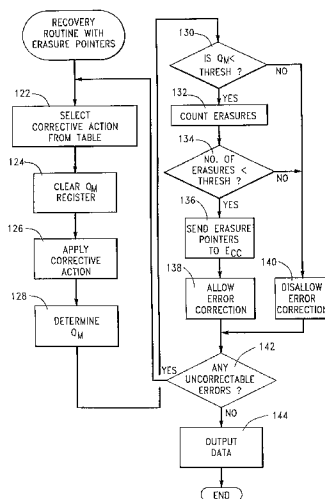 RECOVERY
ROUTINE WITH
ERASURE POINTERS
122
SELECT
CORRECTIVE ACTION
FROM TABLE
124
CLEAR QM
REGISTER
126
APPLY
CORRECTIVE
ACTION
128
DETERMINE
QM
130
IS QM<
THRESH ?
NO
YES
132
COUNT ERASURES
134
NO. OF
ERASURES <
THRESH ?
NO
YES
136
SEND ERASURE
POINTERS
TO ECC
138
ALLOW
ERROR
CORRECTION
140
DISALLOW
ERROR
CORRECTION
142
YES
ANY
UNCORRECTABLE
ERRORS ?
NO
144
OUTPUT
DATA
END